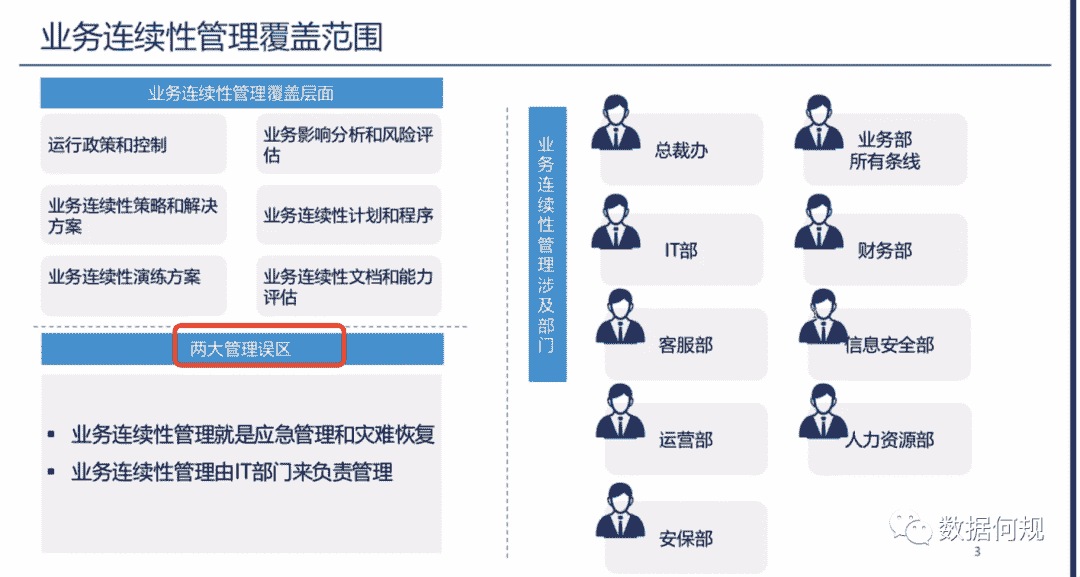 业务连续性管理覆盖范围
业务连续性管理覆盖层面
运行政策和控制
业务影响分析和风险评
估
业务连续性策略和解决
方案
业务连续性计划和程序
业务连续性演练方案
业务连续性文档和能力
评估
两大管理误区
▪ 业务连续性管理就是应急管理和灾难恢复
▪ 业务连续性管理由IT部门来负责管理
业务连续性管理涉及部门
总裁办
业务部
所有条线
IT部
财务部
客服部
信息安全部
运营部
人力资源部
安保部
数据何规
3